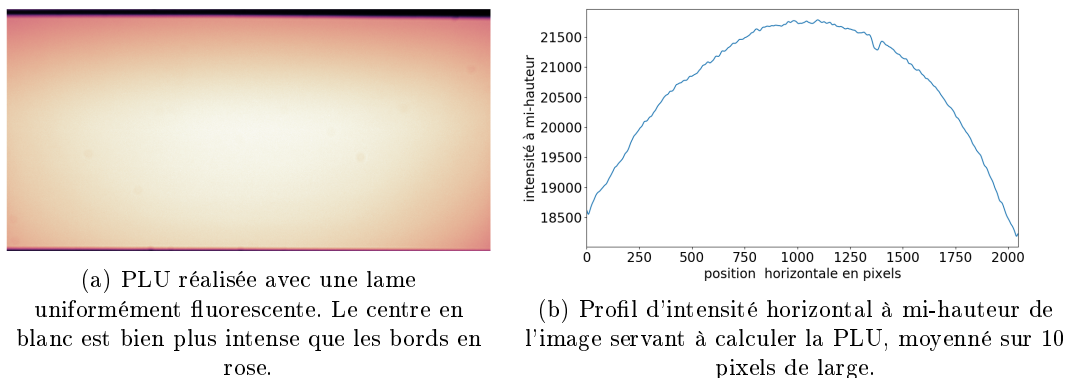 21500
21000
20500
20000
19500
19000
18500
intensité à mi-hauteur
0 250 500 750 1000 1250 1500 1750 2000
position horizontale en pixels
(a) PLU réalisée avec une lame
uniformément fluorescente. Le centre en
blanc est bien plus intense que les bords en
rose.
(b) Profil d'intensité horizontal à mi-hauteur de
l'image servant à calculer la PLU, moyenné sur 10
pixels de large.